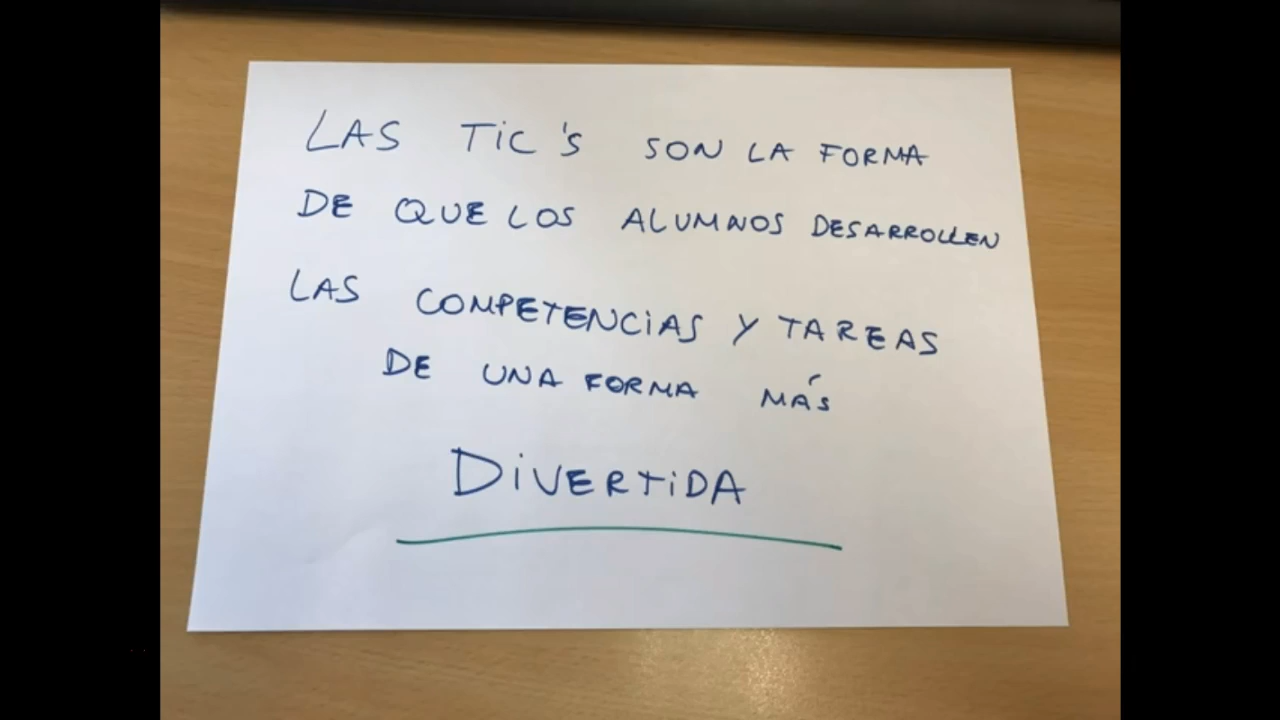 LAS TiC's SON LA FORMA
DE QUE LOS ALUMNOS DESARROLLEN
LAS COMPETENCiAS Y TAREAS
DE UNA FORMA MÁS
DiVERTiDA